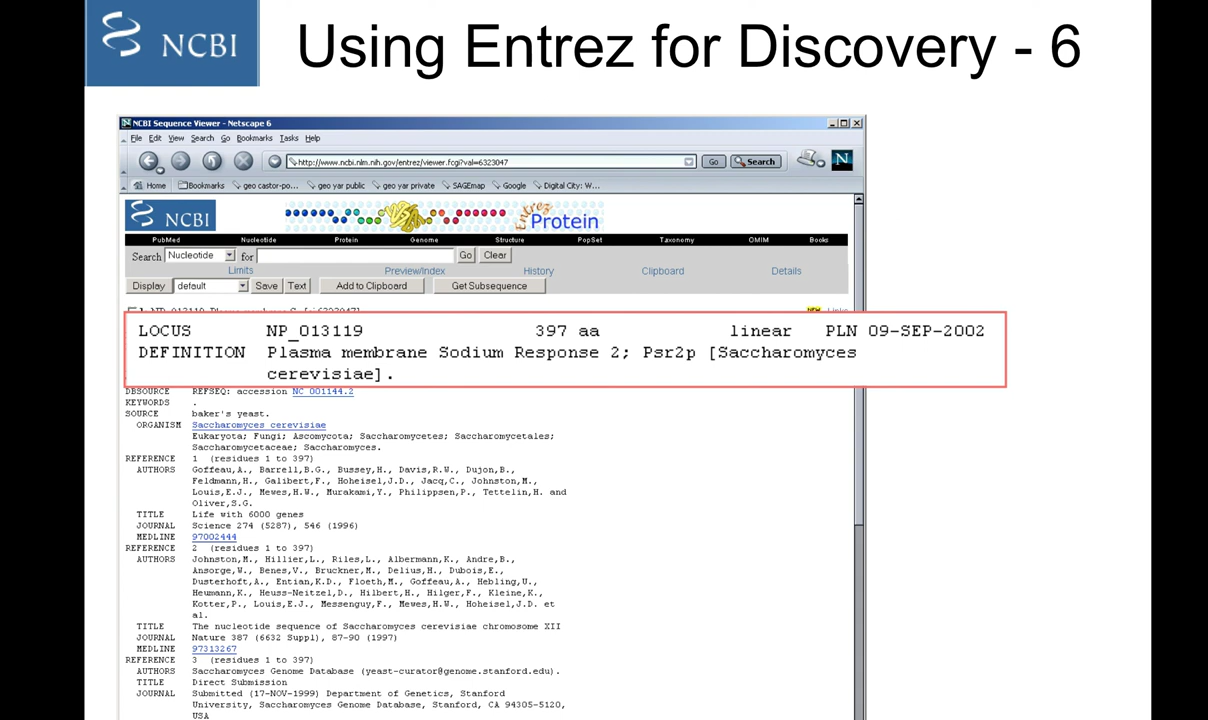 NCBI
Using Entrez for Discovery - 6
NCBI Sequence Viewer - Netscape 6
File Edit View Search Go Bookmarks Tasks Help
http://www.ncbi.nlm.nih.gov/entrez/viewer.fcgi?val=6323047 Go Search N
Home Bookmarks geo castor-po... geo yar public geo yar private SAGEmap Google Digital City: W...
NCBI Entrez Protein
PubMed Nucleotide Protein Genome Structure PopSet Taxonomy OMIM Books
Search Nucleotide for Go Clear
Limits Preview/Index History Clipboard Details
Display default Save Text Add to Clipboard Get Subsequence
LOCUS NP_013119 397 aa linear PLN 09-SEP-2002
DEFINITION Plasma membrane Sodium Response 2; Psr2p [Saccharomyces
cerevisiae].
DBSOURCE REFSEQ: accession NC_001144.2
KEYWORDS .
SOURCE baker's yeast.
ORGANISM Saccharomyces cerevisiae
Eukaryota; Fungi; Ascomycota; Saccharomycetes; Saccharomycetales;
Saccharomycetaceae; Saccharomyces.
REFERENCE 1 (residues 1 to 397)
AUTHORS Goffeau,A., Barrell,B.G., Bussey,H., Davis,R.W., Dujon,B.,
Feldmann,H., Galibert,F., Hoheisel,J.D., Jacq,C., Johnston,M.,
Louis,E.J., Mewes,H.W., Murakami,Y., Philippsen,P., Tettelin,H. and
Oliver,S.G.
TITLE Life with 6000 genes
JOURNAL Science 274 (5287), 546 (1996)
MEDLINE 97002444
REFERENCE 2 (residues 1 to 397)
AUTHORS Johnston,M., Hillier,L., Riles,L., Albermann,K., Andre,B.,
Ansorge,W., Benes,V., Bruckner,M., Delius,H., Dubois,E.,
Dusterhoft,A., Entian,K.D., Floeth,M., Goffeau,A., Hebling,U.,
Heumann,K., Heuss-Neitzel,D., Hilbert,H., Hilger,F., Kleine,K.,
Kotter,P., Louis,E.J., Messenguy,F., Mewes,H.W., Hoheisel,J.D. et
al.
TITLE The nucleotide sequence of Saccharomyces cerevisiae chromosome XII
JOURNAL Nature 387 (6632 Suppl), 87-90 (1997)
MEDLINE 97313267
REFERENCE 3 (residues 1 to 397)
AUTHORS Saccharomyces Genome Database (yeast-curator@genome.stanford.edu).
TITLE Direct Submission
JOURNAL Submitted (17-NOV-1999) Department of Genetics, Stanford
University, Saccharomyces Genome Database, Stanford, CA 94305-5120,
USA